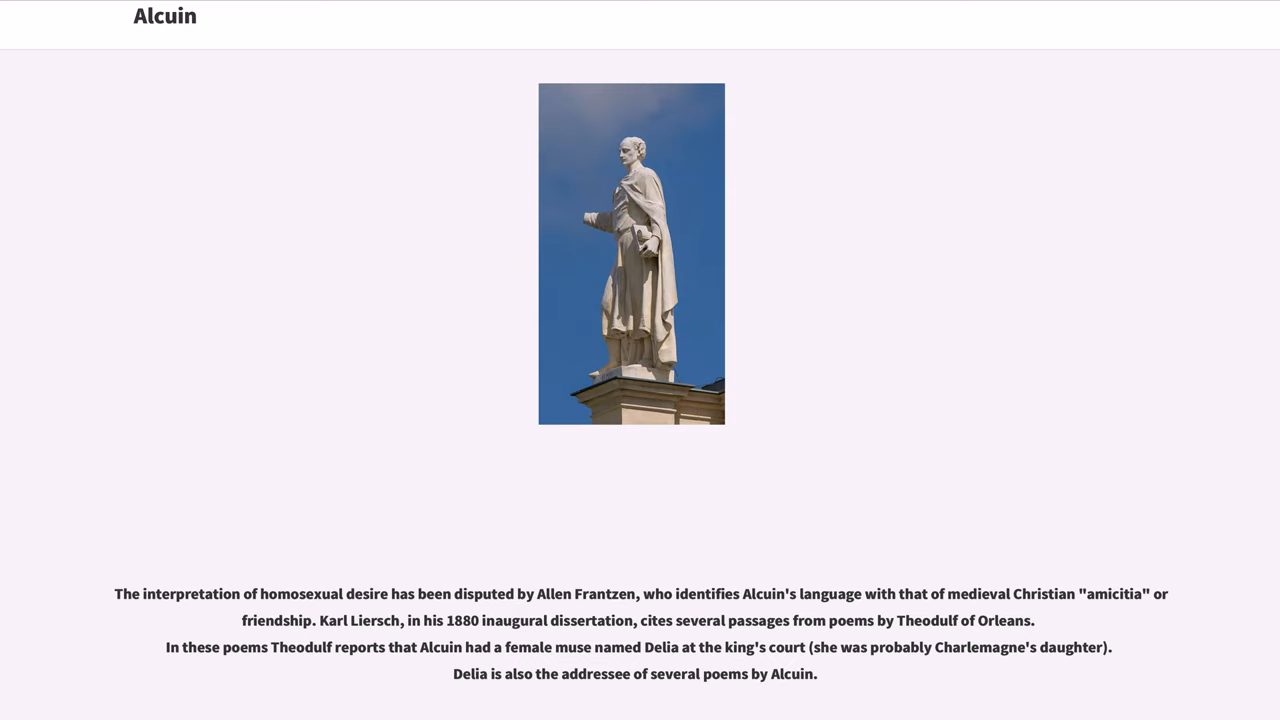 Alcuin
The interpretation of homosexual desire has been disputed by Allen Frantzen, who identifies Alcuin's language with that of medieval Christian "amicitia" or
friendship. Karl Liersch, in his 1880 inaugural dissertation, cites several passages from poems by Theodulf of Orleans.
In these poems Theodulf reports that Alcuin had a female muse named Delia at the king's court (she was probably Charlemagne's daughter).
Delia is also the addressee of several poems by Alcuin.